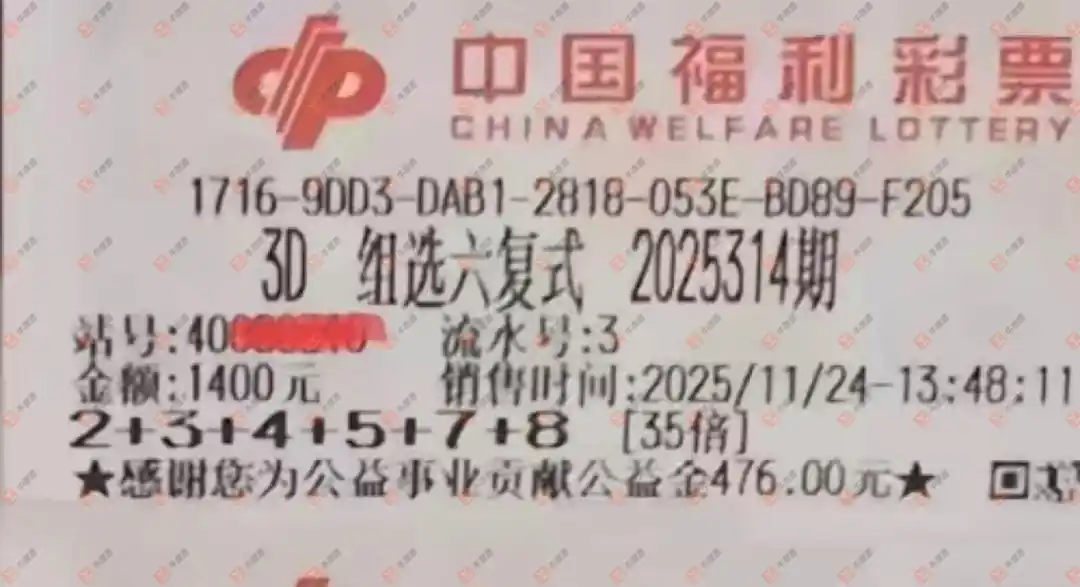 中国福利彩票
CHINA WELFARE LOTTERY
1716-9DD3-DAB1-2818-053E-BD89-F205
3D 组选六复式 2025314期
站号:40 流水号:3
金额:1400元 销售时间:2025/11/24-13:48:11
2+3+4+5+7+8 [35倍]
★感谢您为公益事业贡献公益金476.00元★